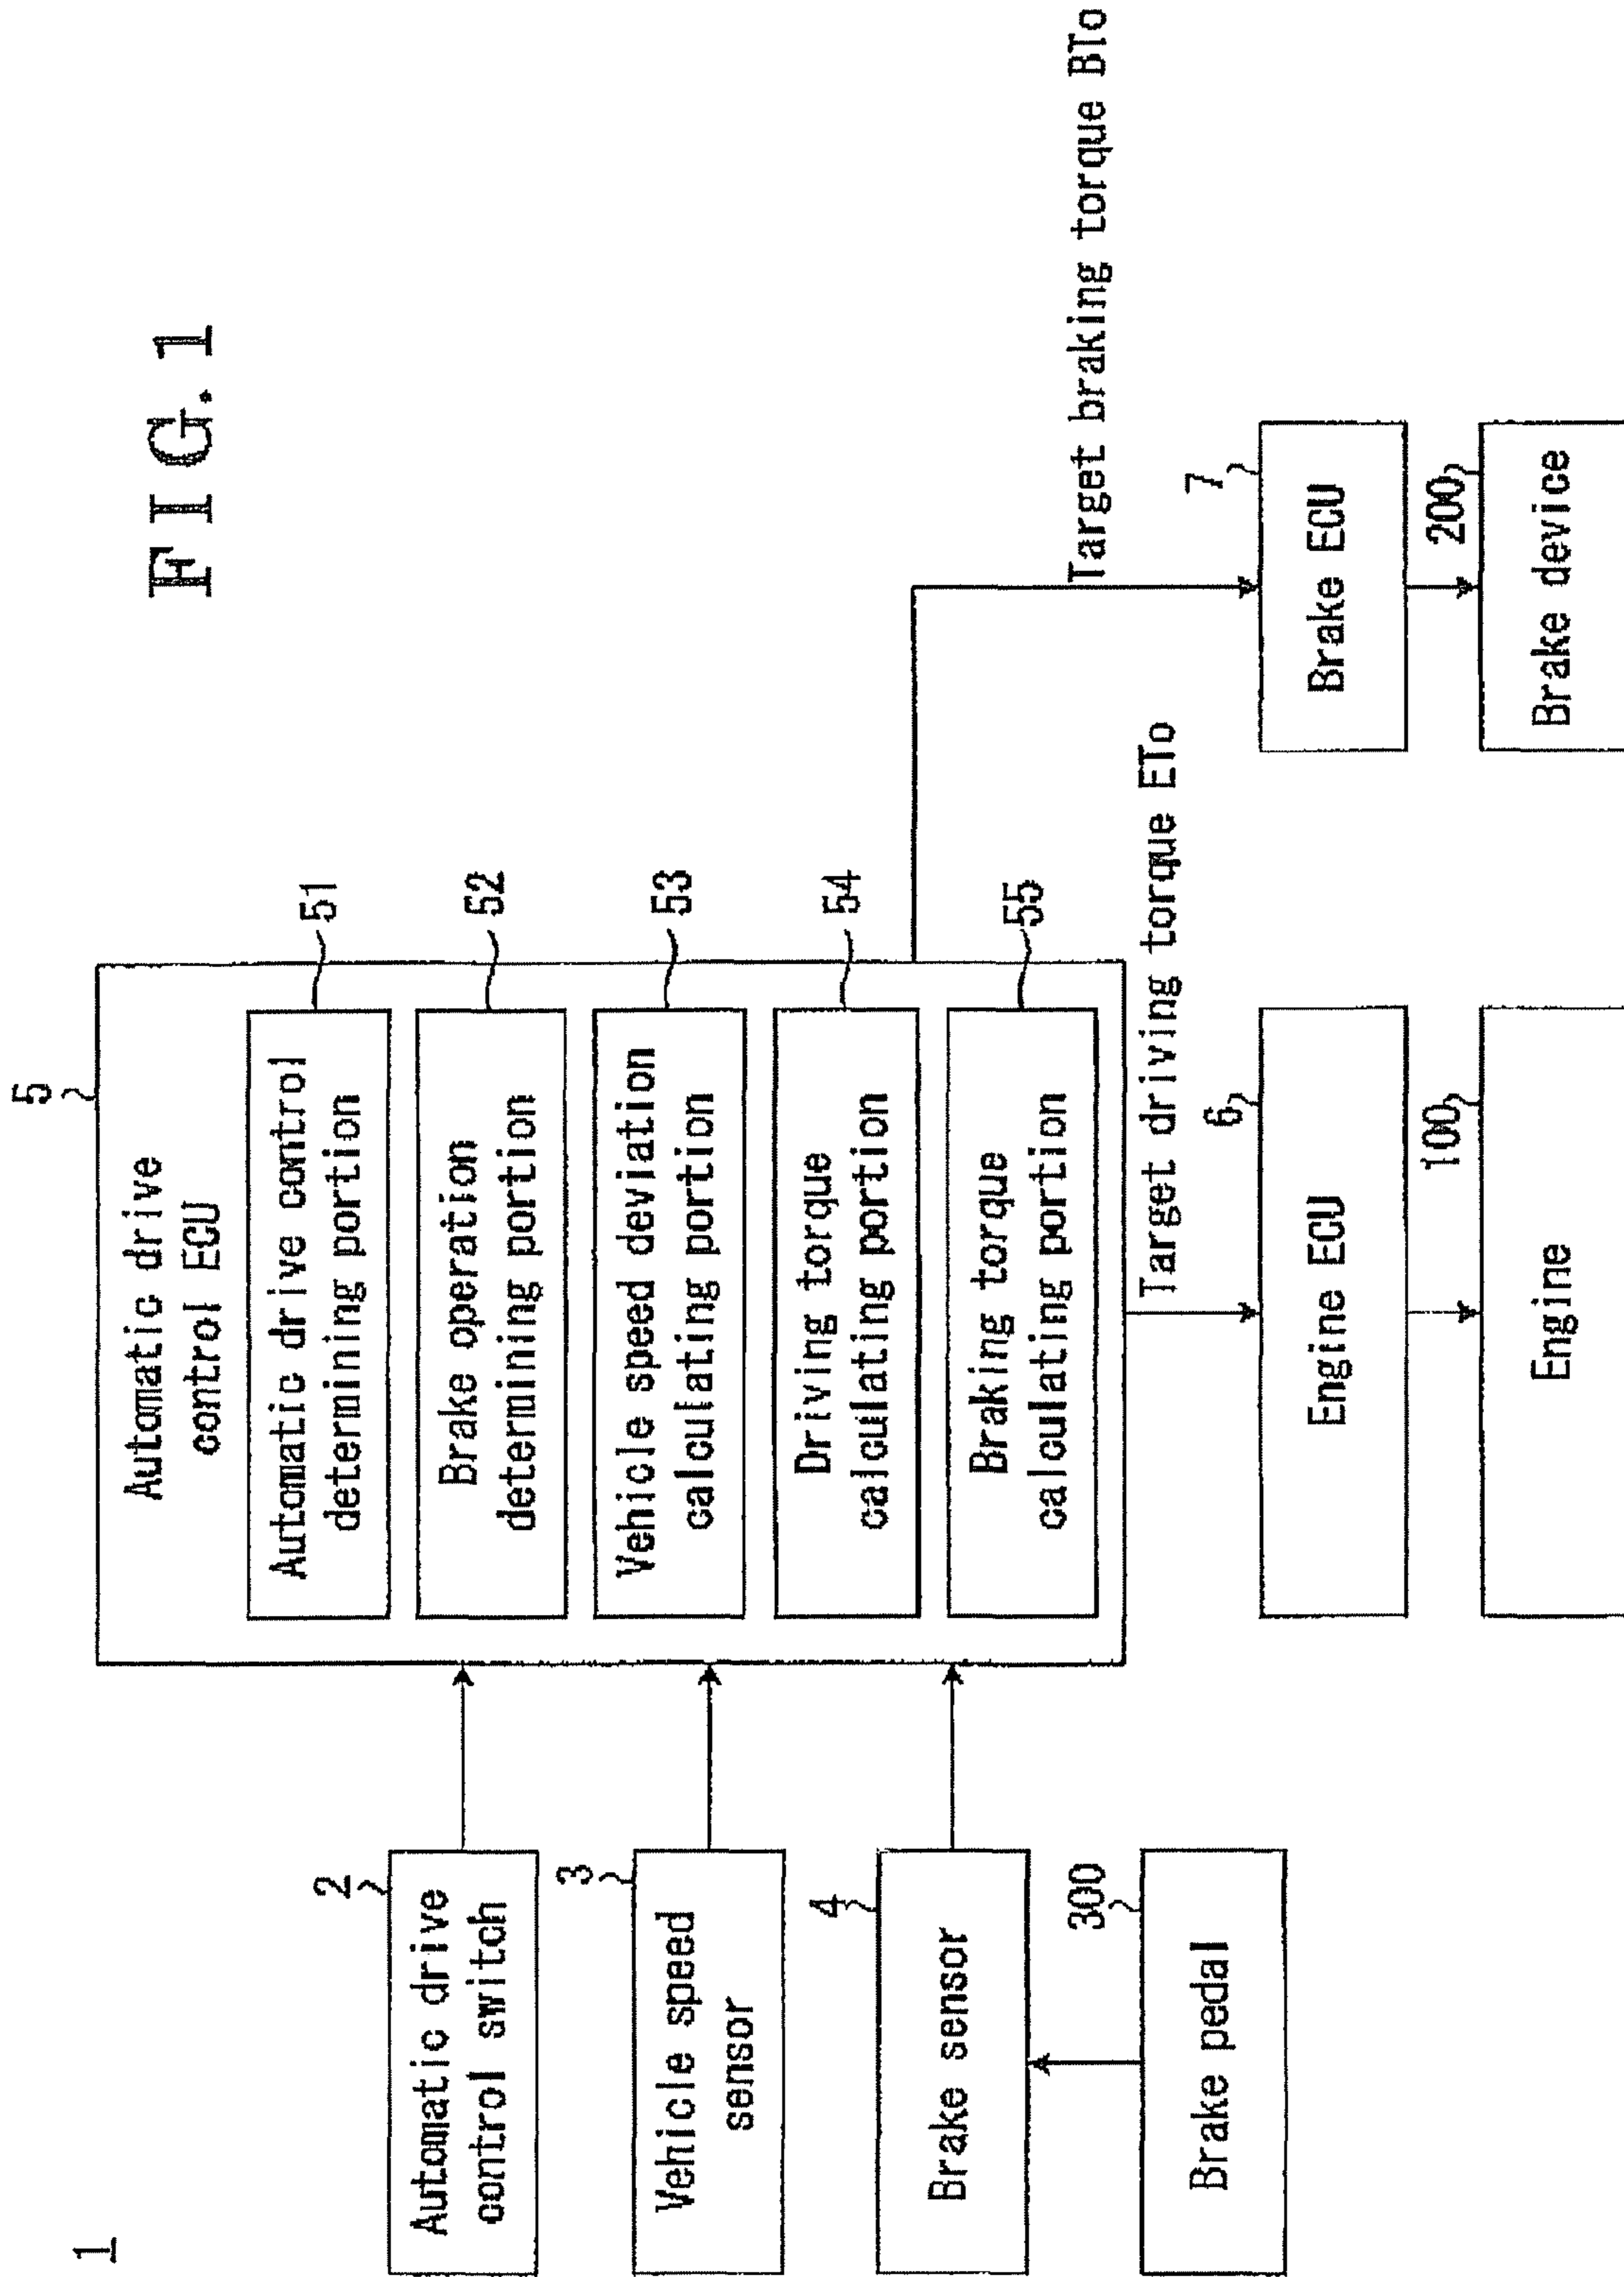 FIG. 1
1
5
Automatic drive
control ECU
2
Automatic drive
control switch
Automatic drive control
determining portion
51
Brake operation
determining portion
52
3
Vehicle speed
sensor
Vehicle speed deviation
calculating portion
53
Driving torque
calculating portion
54
4
Brake sensor
Braking torque
calculating portion
55
300
Brake pedal
Target driving torque ETo
Target braking torque BTo
6
Engine ECU
7
Brake ECU
100
Engine
200
Brake device